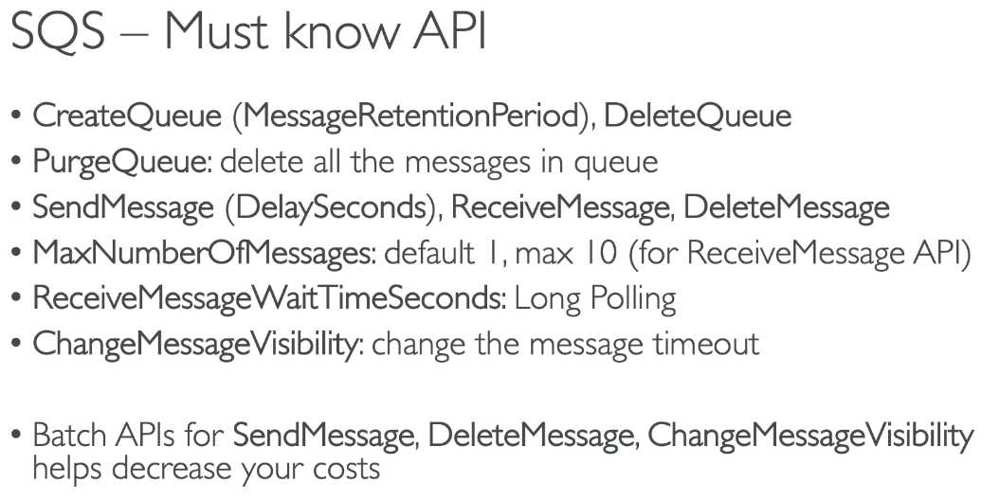 SQS – Must know API
• CreateQueue (MessageRetentionPeriod), DeleteQueue
• PurgeQueue: delete all the messages in queue
• SendMessage (DelaySeconds), ReceiveMessage, DeleteMessage
• MaxNumberOfMessages: default 1, max 10 (for ReceiveMessage API)
• ReceiveMessageWaitTimeSeconds: Long Polling
• ChangeMessageVisibility: change the message timeout
• Batch APIs for SendMessage, DeleteMessage, ChangeMessageVisibility
helps decrease your costs